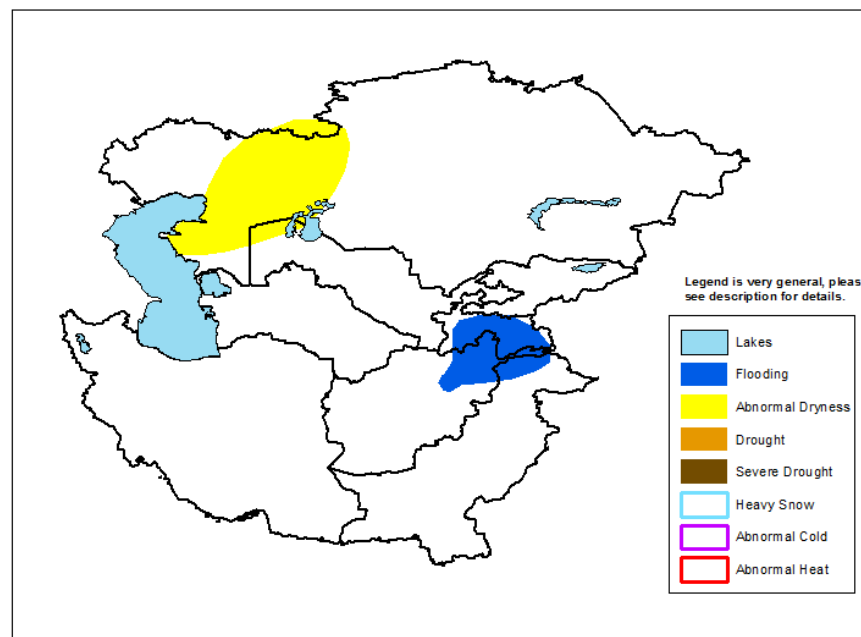 Legend is very general, pleas
see description for details.
Lakes
Flooding
Abnormal Dryness
Drought
Severe Drought
Heavy Snow
Abnormal Cold
Abnormal Heat